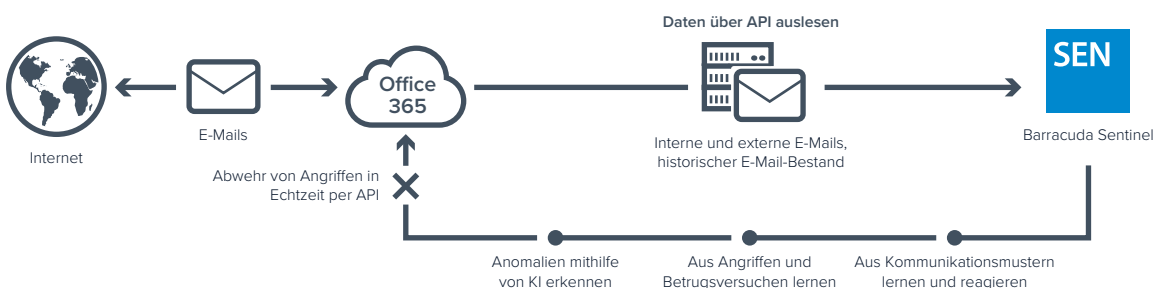 Daten über API auslesen
SEN
Office
365
E-Mails
Internet
Interne und externe E-Mails,
historischer E-Mail-Bestand
Barracuda Sentinel
Abwehr von Angriffen in
Echtzeit per API
Anomalien mithilfe
von KI erkennen
Aus Angriffen und
Betrugsversuchen lernen
Aus Kommunikationsmustern
lernen und reagieren